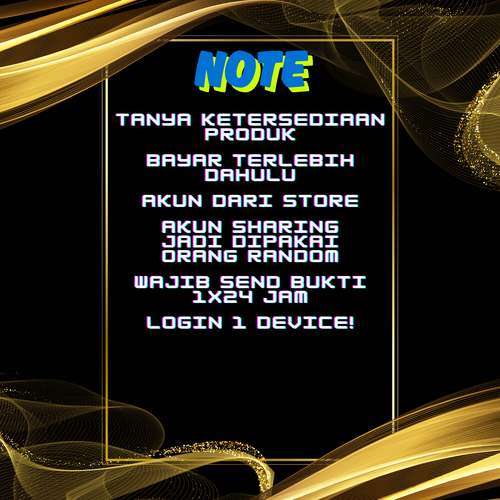 NOTE
TANYA KETERSEDIAAN
PRODUK
BAYAR TERLEBIH
DAHULU
AKUN DARI STORE
AKUN SHARING
JADI DIPAKAI
ORANG RANDOM
WAJIB SEND BUKTI
1X24 JAM
LOGIN 1 DEVICE!